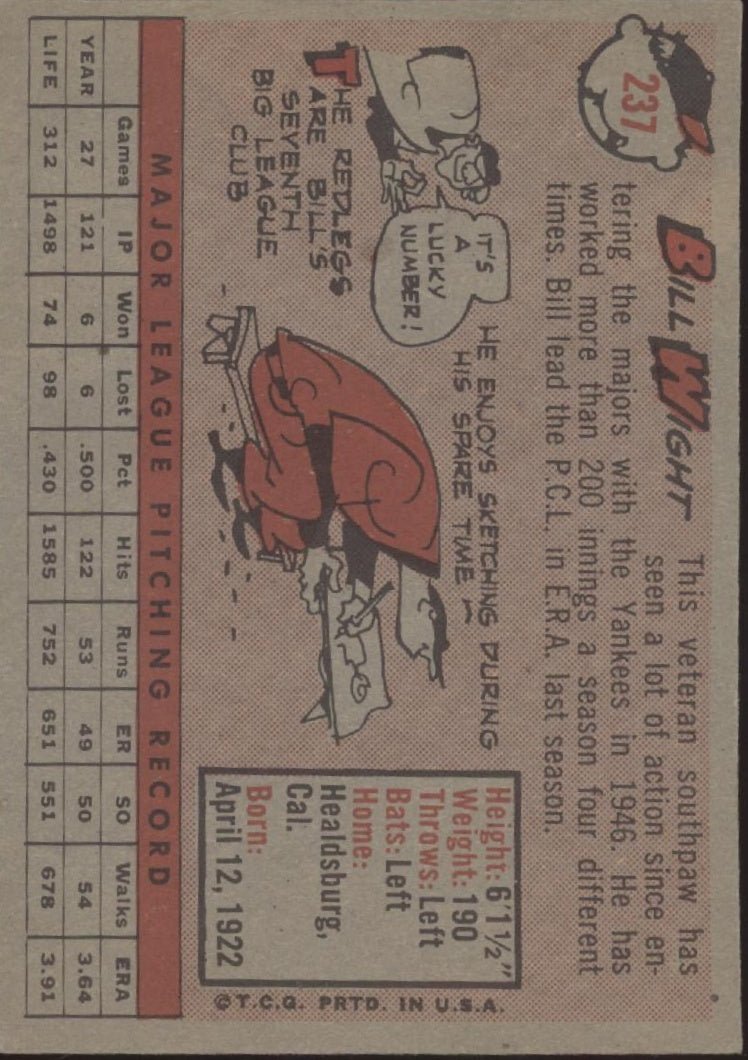 237
BILL WIGHT
This veteran southpaw has
seen a lot of action since en-
tering the majors with the Yankees in 1946. He has
worked more than 200 innings a season four different
times. Bill lead the P.C.L. in E.R.A. last season.
IT'S
A
LUCKY
NUMBER!
THE REDLEGS
ARE BILL'S
SEVENTH
BIG LEAGUE
CLUB
HE ENJOYS SKETCHING DURING
HIS SPARE TIME —
Height: 6'1½"
Weight: 190
Throws: Left
Bats: Left
Home:
Healdsburg,
Cal.
Born:
April 12, 1922
©T.C.G. PRTD. IN U.S.A.
MAJOR LEAGUE PITCHING RECORD
Games IP Won Lost Pct Hits Runs ER SO Walks ERA
YEAR 27 121 6 6 .500 122 53 49 50 54 3.64
LIFE 312 1498 74 98 .430 1585 752 651 551 678 3.91